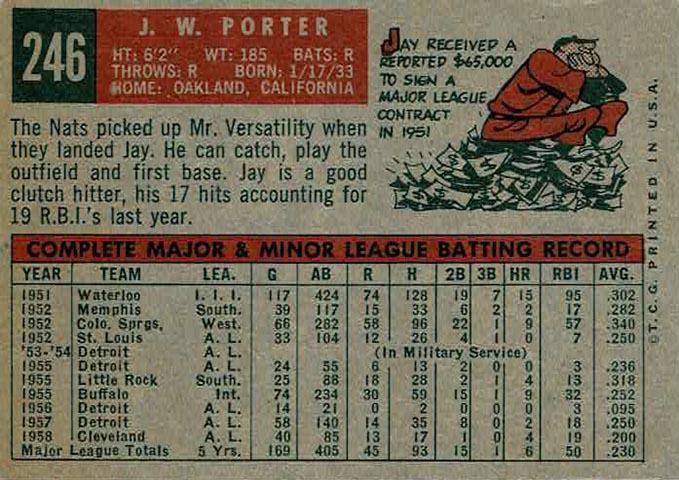 246
J. W. PORTER
HT: 6'2" WT: 185 BATS: R
THROWS: R BORN: 1/17/33
HOME: OAKLAND, CALIFORNIA
JAY RECEIVED A
REPORTED $65,000
TO SIGN A
MAJOR LEAGUE
CONTRACT
IN 1951
The Nats picked up Mr. Versatility when
they landed Jay. He can catch, play the
outfield and first base. Jay is a good
clutch hitter, his 17 hits accounting for
19 R.B.I.'s last year.
COMPLETE MAJOR & MINOR LEAGUE BATTING RECORD
YEAR TEAM LEA. G AB R H 2B 3B HR RBI AVG.
1951 Waterloo I. I. I. 117 424 74 128 19 7 15 95 .302
1952 Memphis South. 39 117 15 33 6 2 2 17 .282
1952 Colo. Sprgs. West. 66 282 58 96 22 1 9 57 .340
1952 St. Louis A. L. 33 104 12 26 4 1 0 7 .250
'53-'54 Detroit A. L. (In Military Service)
1955 Detroit A. L. 24 55 6 13 2 0 0 3 .236
1955 Little Rock South. 25 88 18 28 2 1 4 13 .318
1955 Buffalo Int. 74 234 30 59 15 1 9 32 .252
1956 Detroit A. L. 14 21 0 2 0 0 0 3 .095
1957 Detroit A. L. 58 140 14 35 8 0 2 18 .250
1958 Cleveland A. L. 40 85 13 17 1 0 4 19 .200
Major League Totals 5 Yrs. 169 405 45 93 15 1 6 50 .230
© T. C. G. PRINTED IN U.S.A.